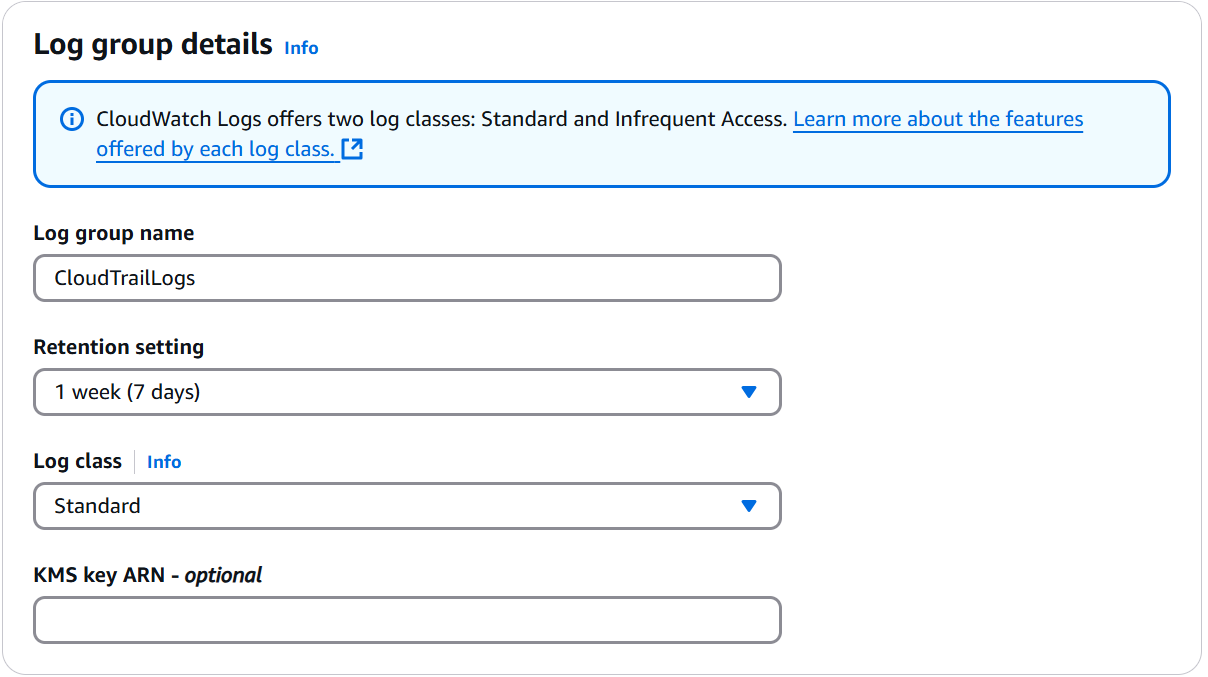 Log group details Info
CloudWatch Logs offers two log classes: Standard and Infrequent Access. Learn more about the features
offered by each log class.
Log group name
CloudTrailLogs
Retention setting
1 week (7 days)
Log class Info
Standard
KMS key ARN - optional